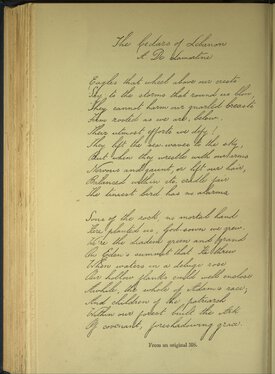 The Cedars of Lebanon
A De Lamartine
Eagles that wheel above our crests
Say to the storms that round us blow,
They cannot harm our gnarled breasts
Firm rooted as we are, below.
Their utmost efforts we defy!
They lift the sea waves to the sky,
But when they wrestle with our arms
Nervous and gaunt, or lift our hair,
Balanced within its cradle fair
The tiniest bird has no alarms
Sons of the rock, no mortal hand
Here planted us, God-sown we grew
We're the diadem green and grand
On Eden's summit that He threw
When waters in a deluge rose
Our hollow flanks could well enclose
Awhile, the whole of Adam's race;
And children of the patriarch
Within our forest built the Ark
Of covenant, foreshadowing grace.
From an original MS.